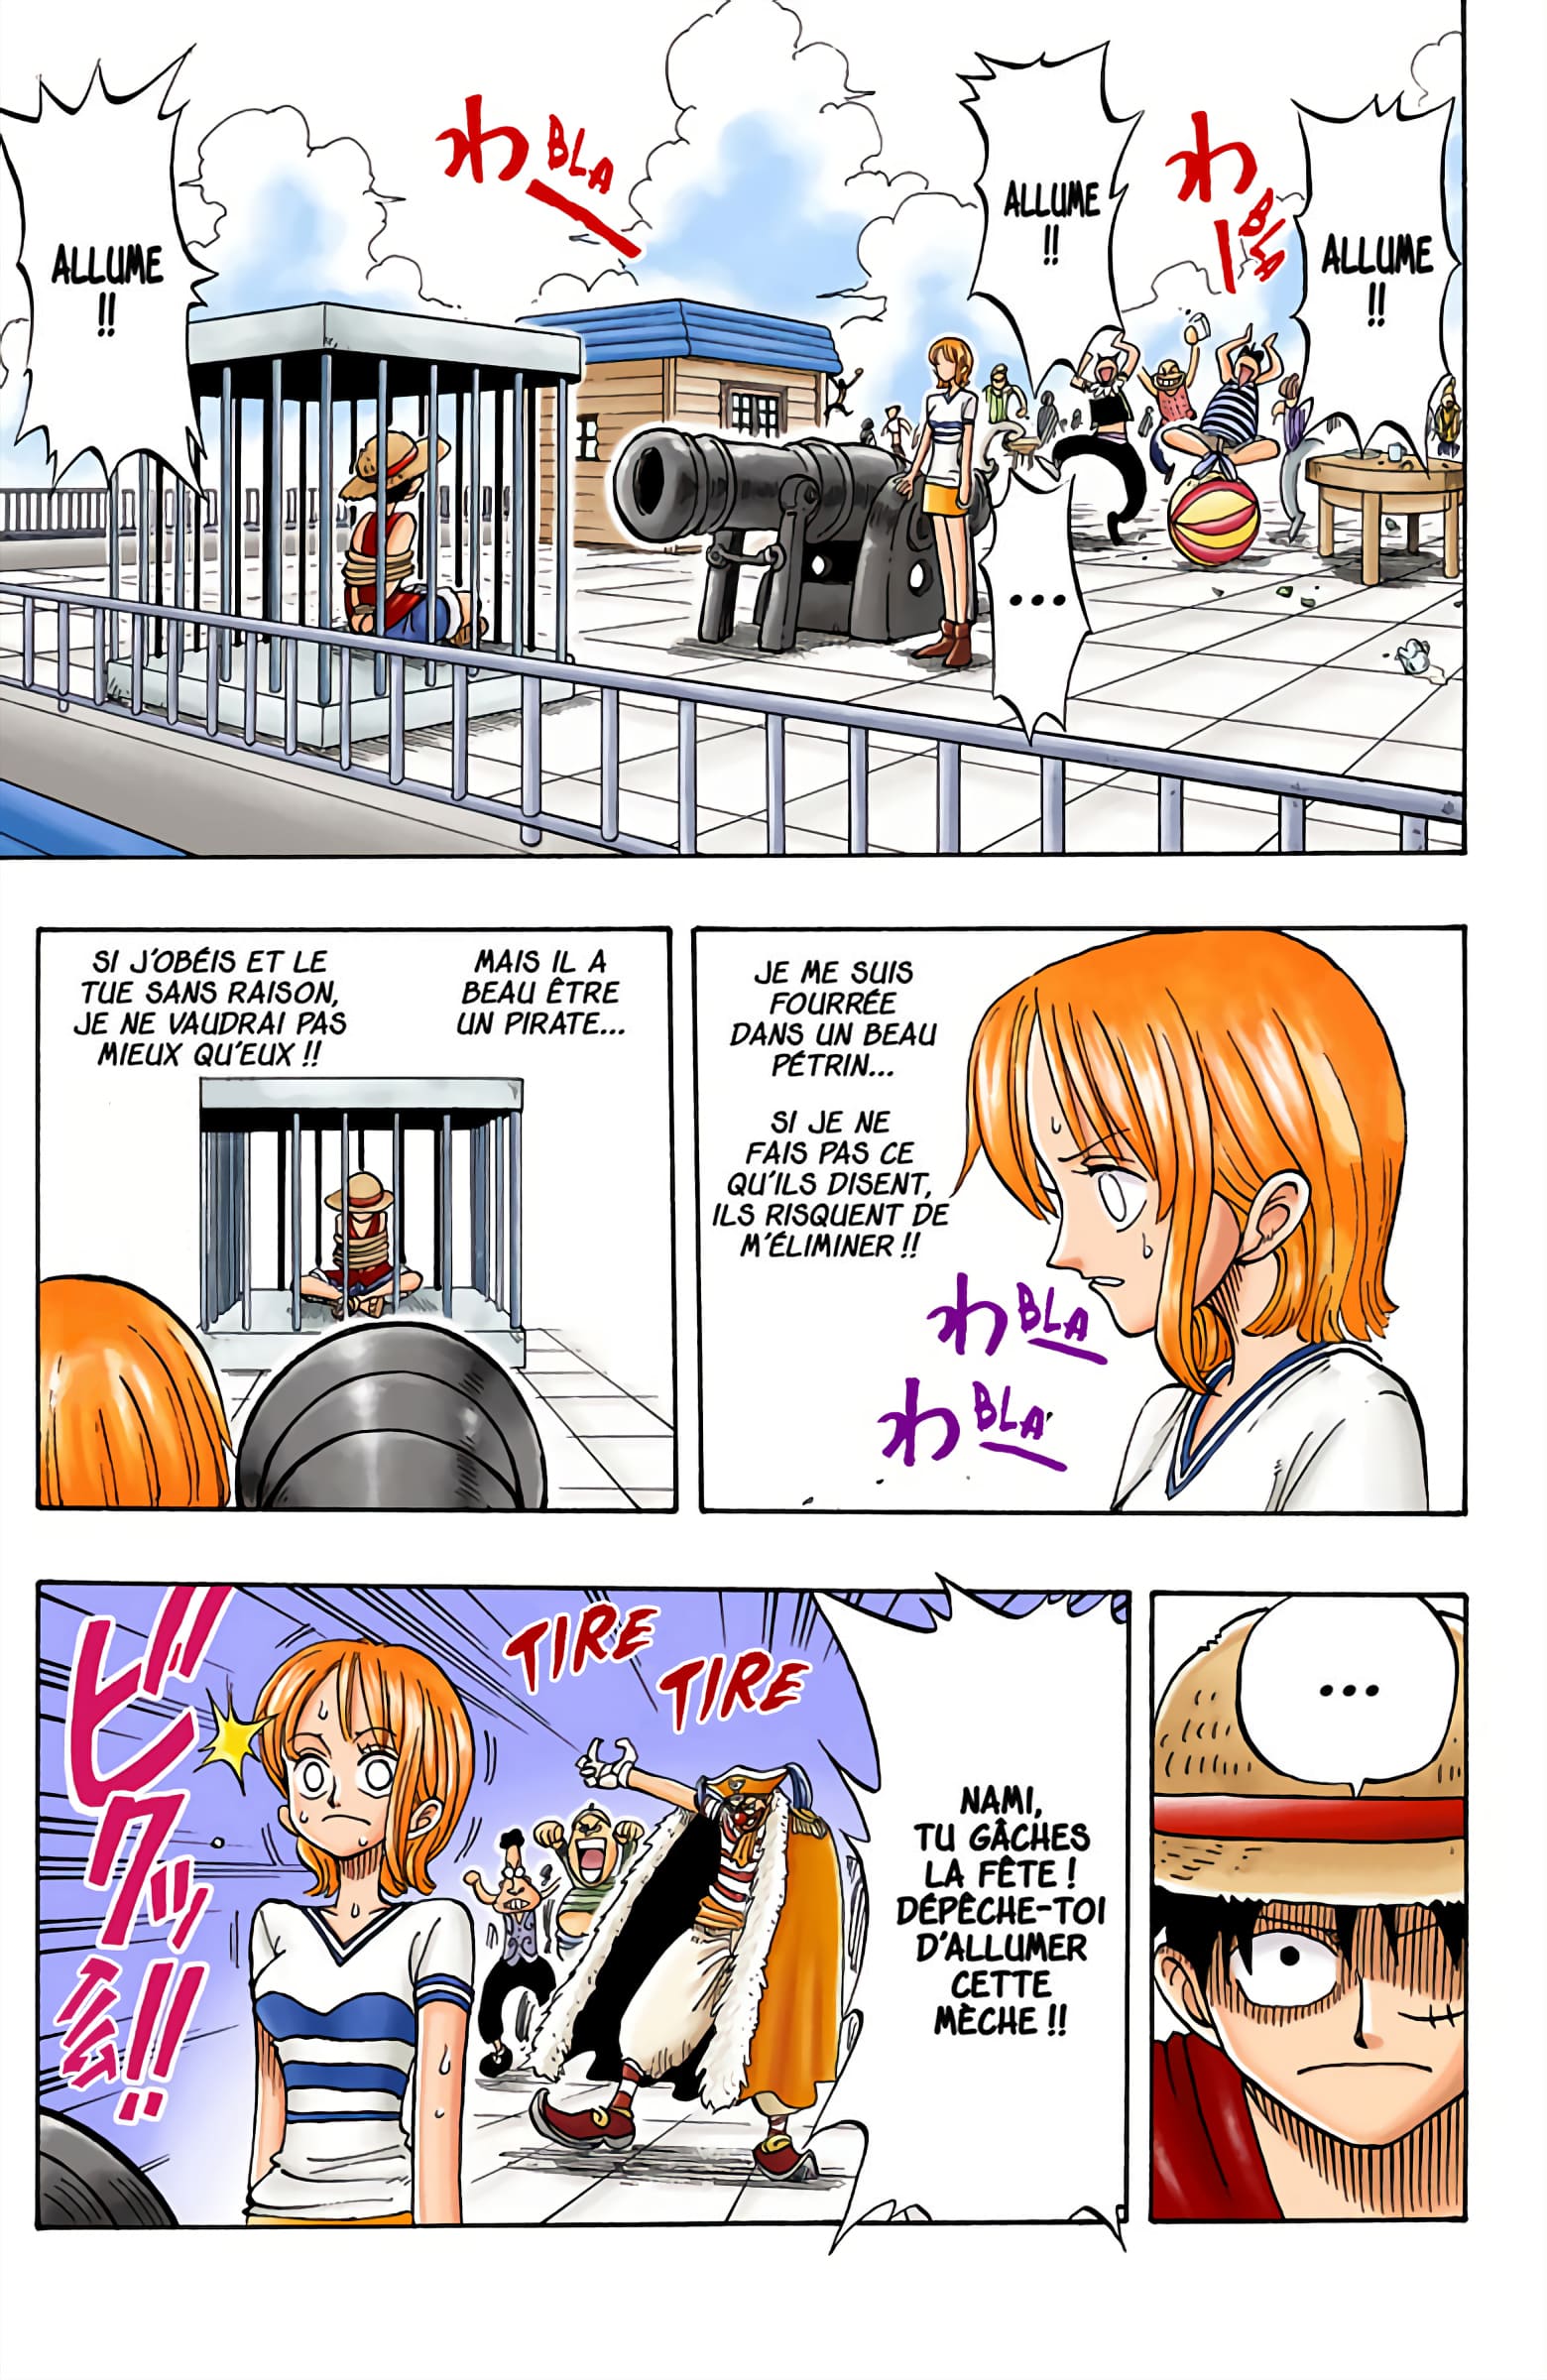 ALLUME
!!
わ
BLA
ALLUME
!!
わ
BLA
ALLUME
!!
...
JE ME SUIS
FOURRÉE
DANS UN BEAU
PÉTRIN...
SI JE NE
FAIS PAS CE
QU'ILS DISENT,
ILS RISQUENT DE
M'ÉLIMINER !!
わ BLA
わ BLA
MAIS IL A
BEAU ÊTRE
UN PIRATE...
SI J'OBÉIS ET LE
TUE SANS RAISON,
JE NE VAUDRAI PAS
MIEUX QU'EUX !!
...
NAMI,
TU GÂCHES
LA FÊTE !
DÉPÊCHE-TOI
D'ALLUMER
CETTE
MÈCHE !!
TIRE
TIRE
ビクッ!!